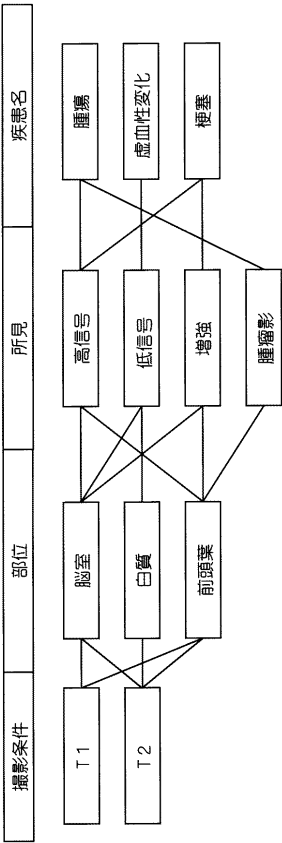 撮影条件 部位 所見 疾患名
T1
T2
脳室
白質
前頭葉
高信号
低信号
増強
腫瘤影
腫瘍
虚血性変化
梗塞